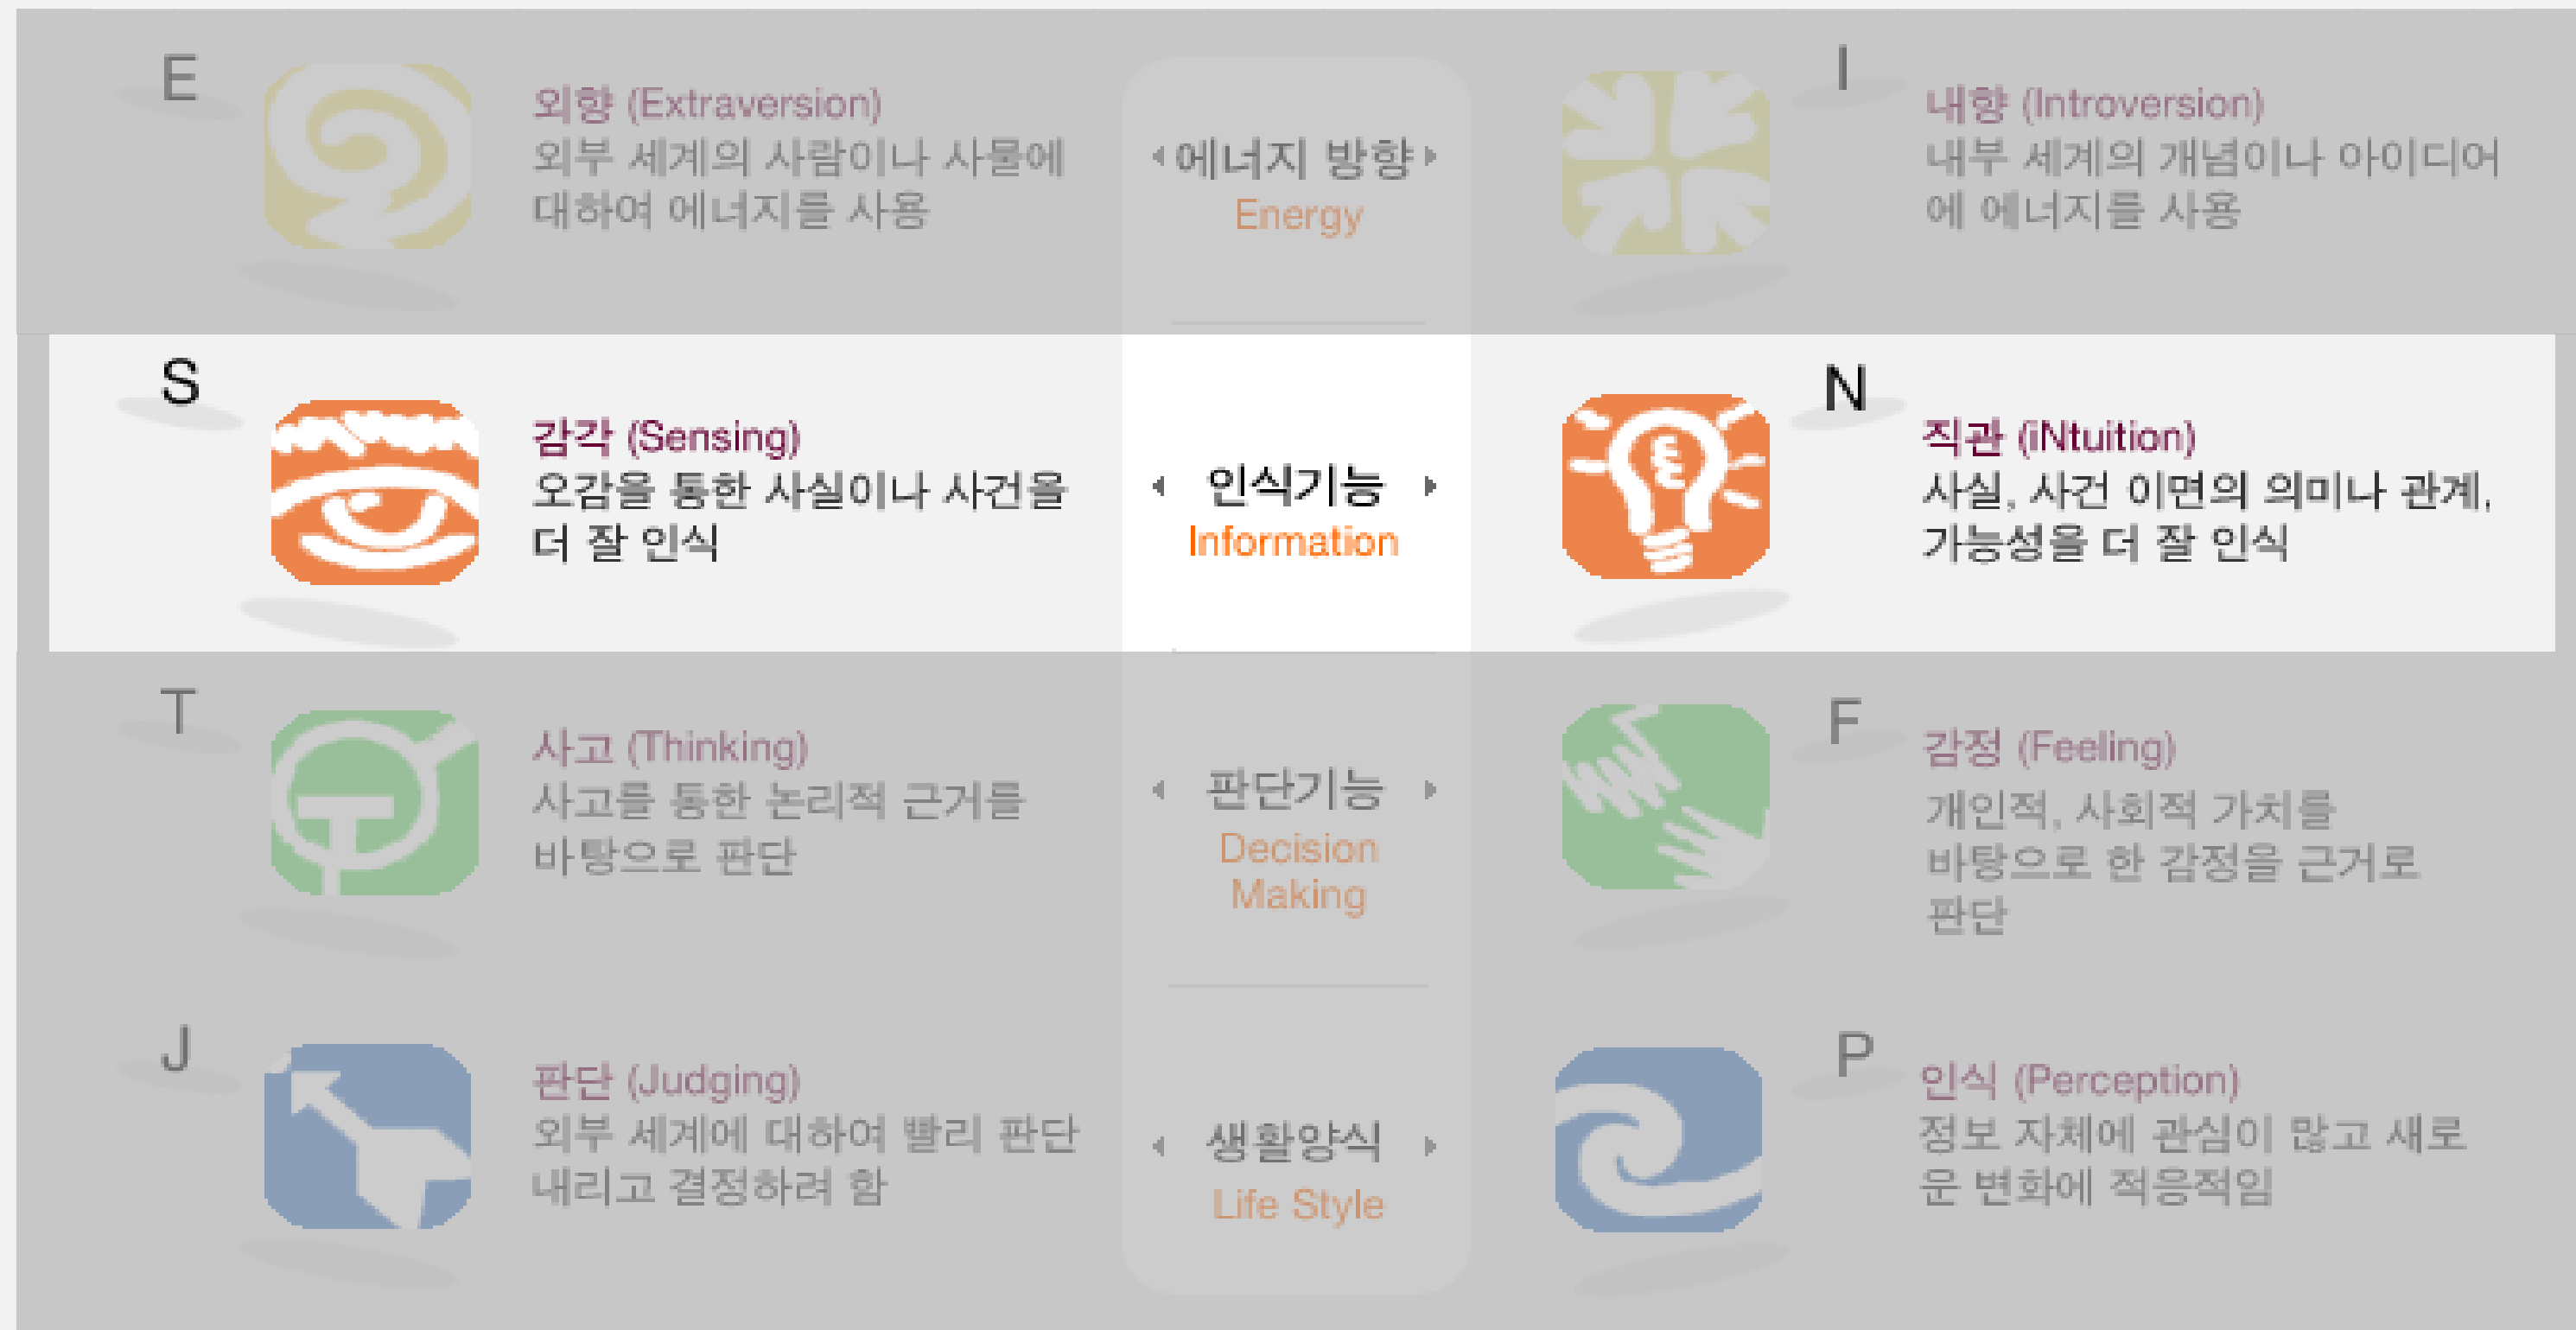 E
외향 (Extraversion)
외부 세계의 사람이나 사물에
대하여 에너지를 사용
에너지 방향
Energy
I
내향 (Introversion)
내부 세계의 개념이나 아이디어
에 에너지를 사용
S
감각 (Sensing)
오감을 통한 사실이나 사건을
더 잘 인식
인식기능
Information
N
직관 (iNtuition)
사실, 사건 이면의 의미나 관계,
가능성을 더 잘 인식
T
사고 (Thinking)
사고를 통한 논리적 근거를
바탕으로 판단
판단기능
Decision
Making
F
감정 (Feeling)
개인적, 사회적 가치를
바탕으로 한 감정을 근거로
판단
J
판단 (Judging)
외부 세계에 대하여 빨리 판단
내리고 결정하려 함
생활양식
Life Style
P
인식 (Perception)
정보 자체에 관심이 많고 새로
운 변화에 적응적임